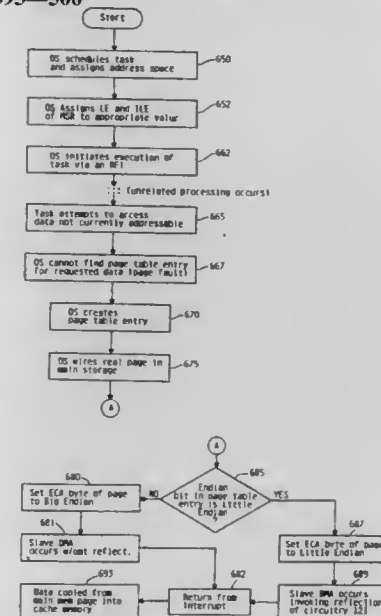 395—500
Start
OS schedules task
and assigns address space
650
OS Assigns LE and ILE
of MSR to appropriate value
652
OS initiates execution of
task via an RFI
662
(unrelated processing occurs)
Task attempts to access
data not currently addressable
665
OS cannot find page table entry
for requested data (page fault)
667
OS creates
page table entry
670
OS wires real page in
main storage
675
A
A
Endian
bit in page table
entry is Little
Endian
?
685
NO
YES
680
Set ECA byte of page
to Big Endian
687
Set ECA byte of page
to Little Endian
681
Slave DMA
occurs w/out reflect.
689
Slave DMA occurs
invoking reflection
of circuitry 121
682
Return from
Interrupt
693
Data copied from
main mem page into
cache memory